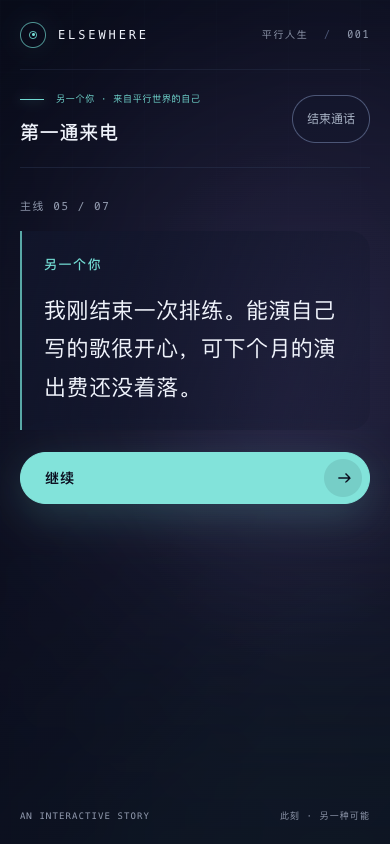 ELSEWHERE
平行人生 / 001
另一个你 · 来自平行世界的自己
第一通来电
结束通话
主线 05 / 07
另一个你
我刚结束一次排练。能演自己
写的歌很开心，可下个月的演
出费还没着落。
继续
AN INTERACTIVE STORY
此刻 · 另一种可能